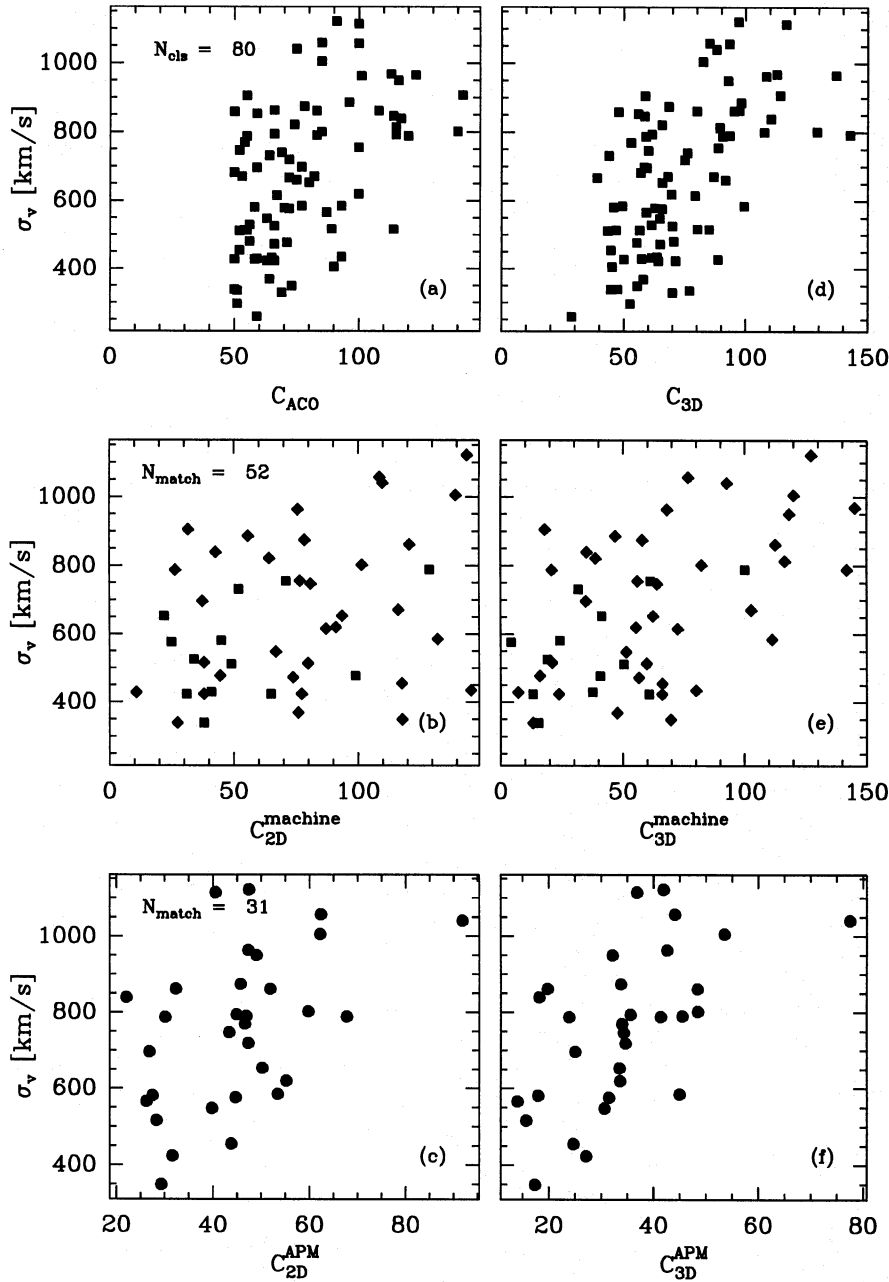 N_cls = 80
σ_v [km/s]
1000
800
600
400
(a)
0 50 100
C_ACO
(d)
0 50 100 150
C_3D
N_match = 52
σ_v [km/s]
1000
800
600
400
(b)
0 50 100
C_2D^machine
(e)
0 50 100 150
C_3D^machine
N_match = 31
σ_v [km/s]
1000
800
600
400
(c)
20 40 60 80
C_2D^APM
(f)
20 40 60 80
C_3D^APM